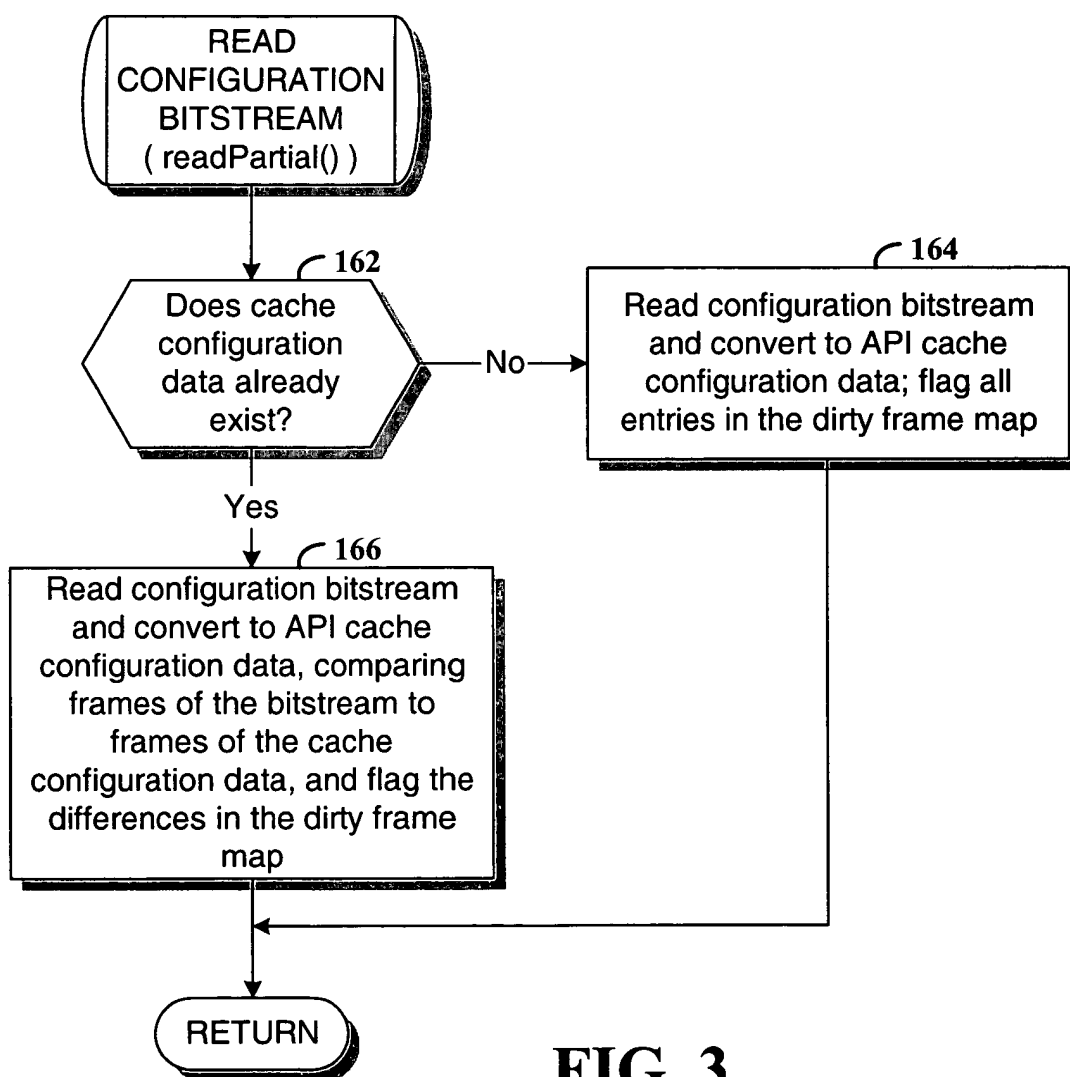 READ
CONFIGURATION
BITSTREAM
( readPartial() )
162
Does cache
configuration
data already
exist?
No
164
Read configuration bitstream
and convert to API cache
configuration data; flag all
entries in the dirty frame map
Yes
166
Read configuration bitstream
and convert to API cache
configuration data, comparing
frames of the bitstream to
frames of the cache
configuration data, and flag the
differences in the dirty frame
map
RETURN
FIG. 3